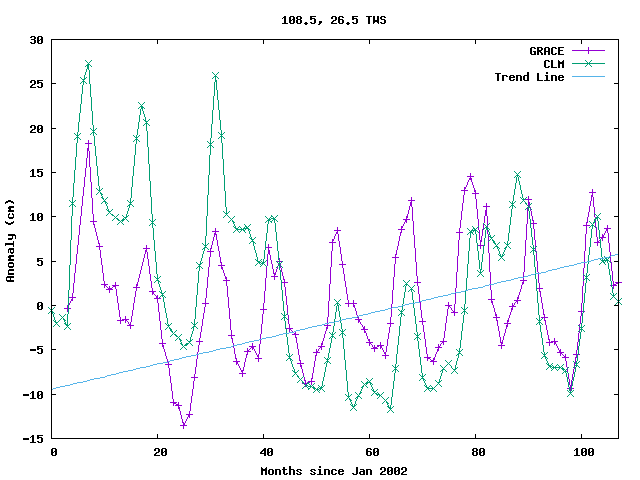 108.5, 26.5 TWS
GRACE
CLM
Trend Line
30
25
20
15
10
5
0
-5
-10
-15
Anomaly (cm)
0 20 40 60 80 100
Months since Jan 2002